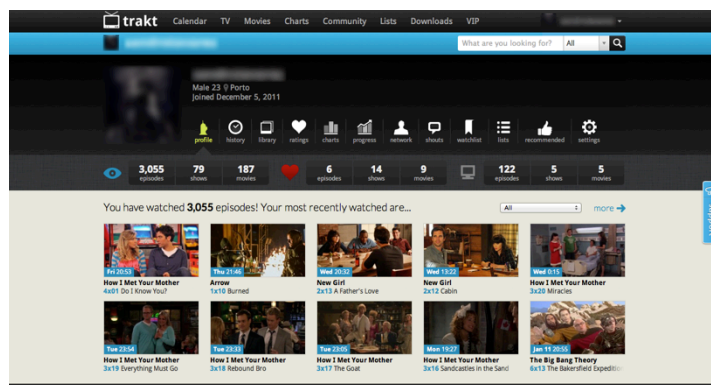 trakt Calendar TV Movies Charts Community Lists Downloads VIP
What are you looking for? All
Male 23 Porto
Joined December 5, 2011
profile history library ratings charts progress network shouts watchlist lists recommended settings
3,055 79 187 6 14 9 122 5 5
episodes shows movies episodes shows movies episodes shows movies
You have watched 3,055 episodes! Your most recently watched are... All more
Fri 20:53 Thu 21:46 Wed 20:32 Wed 13:22 Wed 0:15
How I Met Your Mother Arrow New Girl New Girl How I Met Your Mother
4x01 Do I Know You? 1x10 Burned 2x13 A Father's Love 2x12 Cabin 3x20 Miracles
Tue 23:54 Tue 23:33 Tue 23:05 Mon 19:27 Jan 11 20:55
How I Met Your Mother How I Met Your Mother How I Met Your Mother How I Met Your Mother The Big Bang Theory
3x19 Everything Must Go 3x18 Rebound Bro 3x17 The Goat 3x16 Sandcastles in the Sand 6x13 The Bakersfield Expeditio